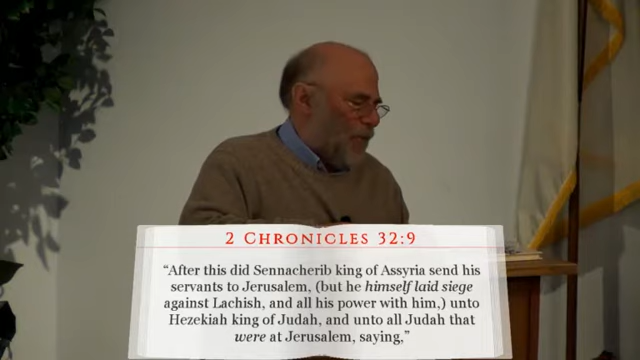 2 Chronicles 32:9
“After this did Sennacherib king of Assyria send his
servants to Jerusalem, (but he himself laid siege
against Lachish, and all his power with him,) unto
Hezekiah king of Judah, and unto all Judah that
were at Jerusalem, saying,”